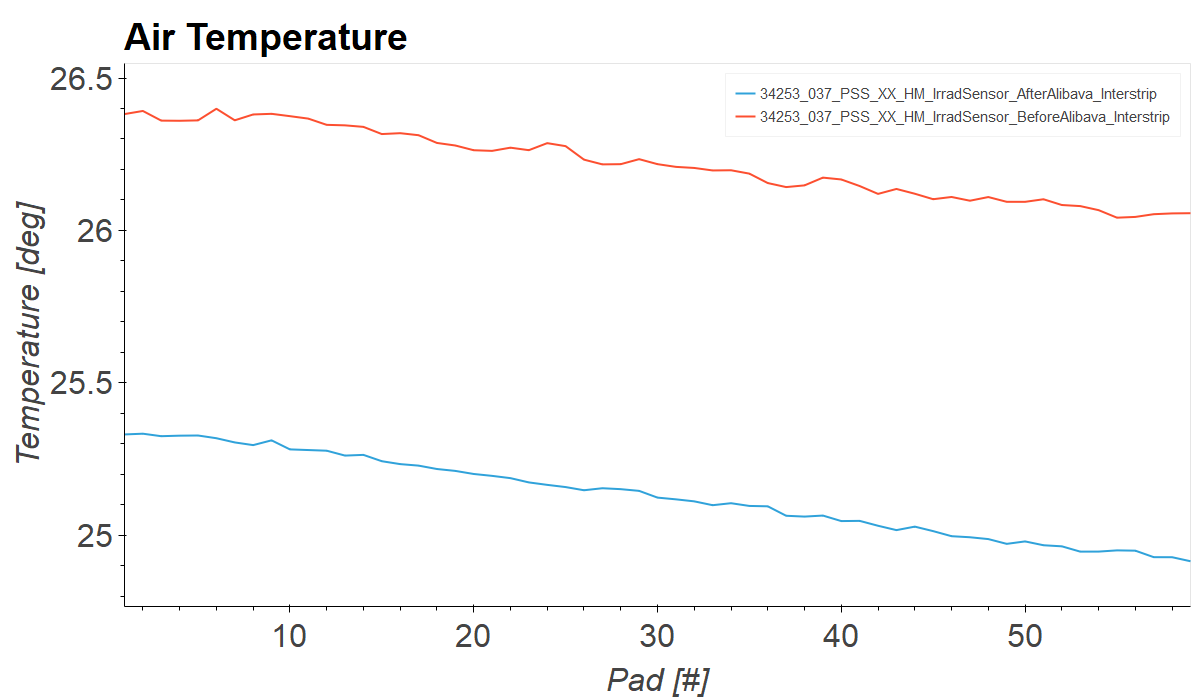 Air Temperature
34253_037_PSS_XX_HM_IrradSensor_AfterAlibava_Interstrip
34253_037_PSS_XX_HM_IrradSensor_BeforeAlibava_Interstrip
Temperature [deg]
26.5
26
25.5
25
10 20 30 40 50
Pad [#]